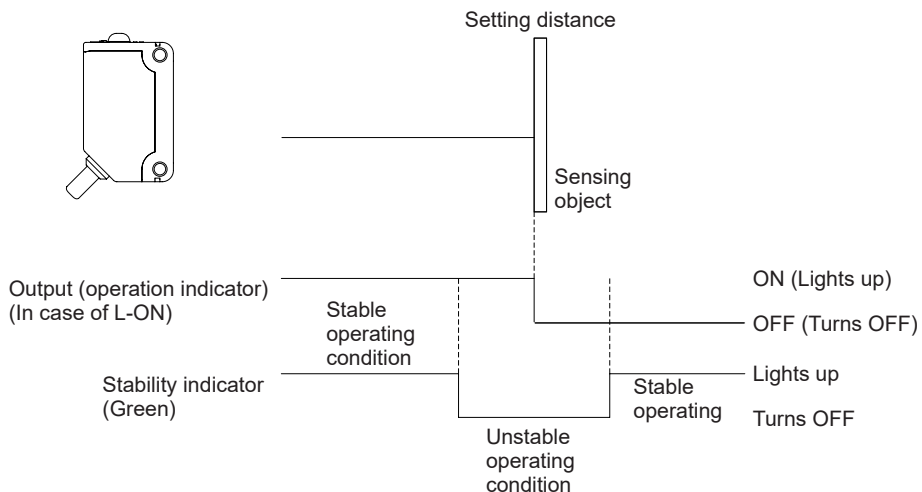 Setting distance
Sensing
object
Output (operation indicator)
(In case of L-ON)
Stable
operating
condition
ON (Lights up)
OFF (Turns OFF)
Stability indicator
(Green)
Unstable
operating
condition
Stable
operating
Lights up
Turns OFF